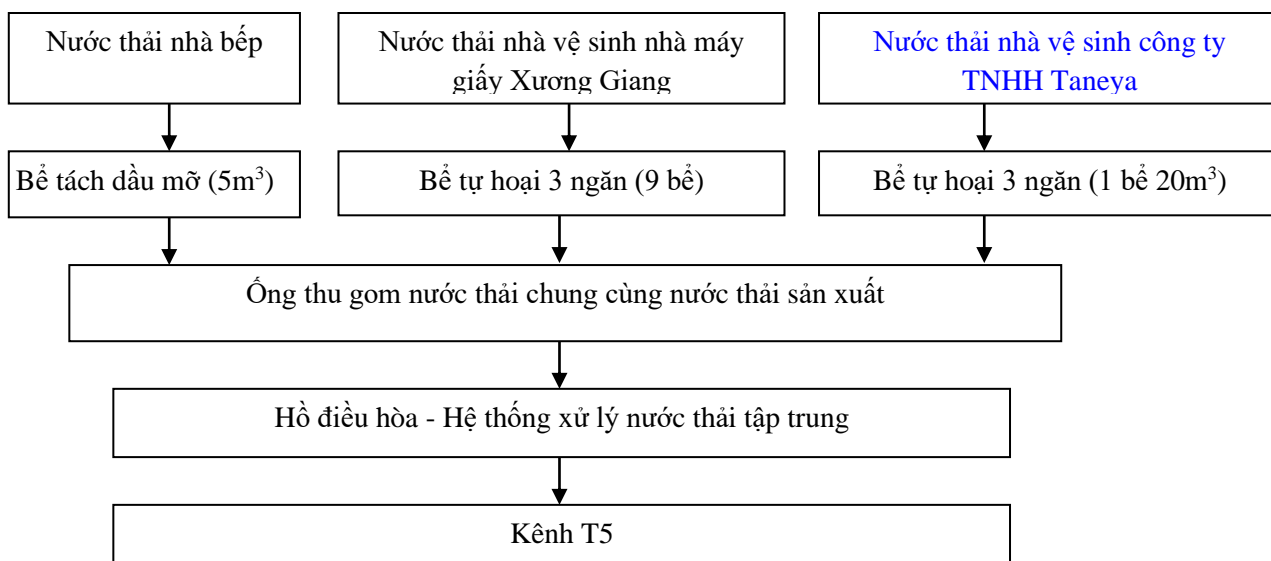 Nước thải nhà bếp
Nước thải nhà vệ sinh nhà máy
giấy Xương Giang
Nước thải nhà vệ sinh công ty
TNHH Taneya
Bể tách dầu mỡ (5m³)
Bể tự hoại 3 ngăn (9 bể)
Bể tự hoại 3 ngăn (1 bể 20m³)
Ống thu gom nước thải chung cùng nước thải sản xuất
Hồ điều hòa - Hệ thống xử lý nước thải tập trung
Kênh T5